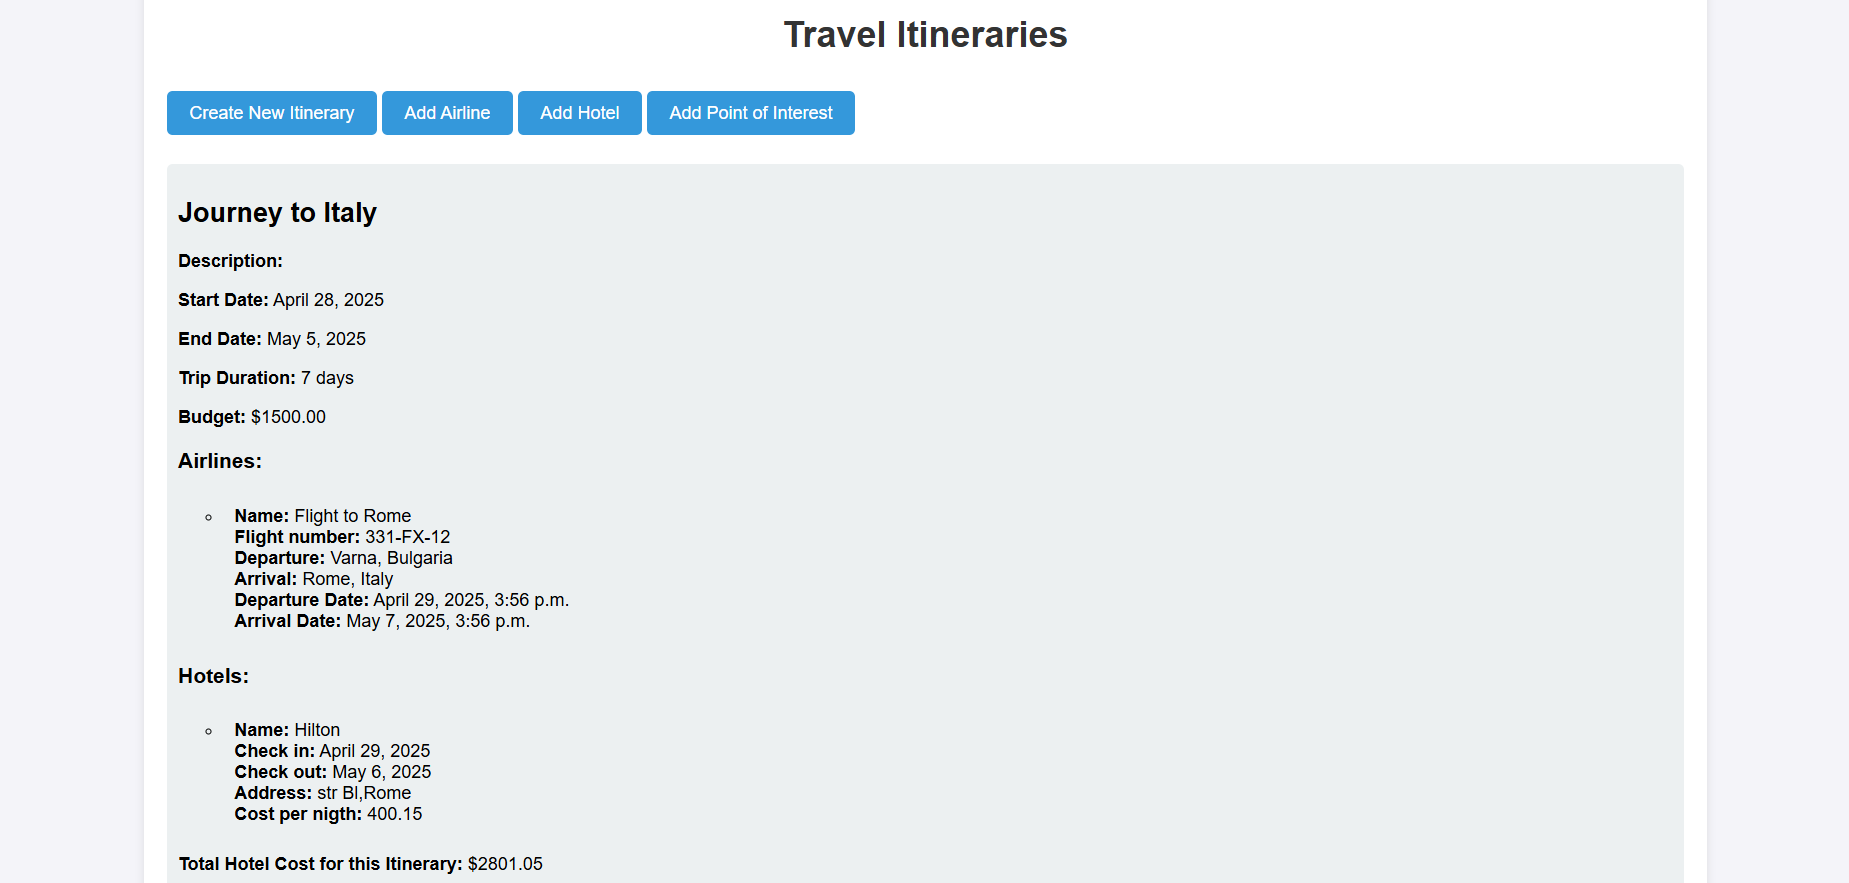 Travel Itineraries
Create New Itinerary Add Airline Add Hotel Add Point of Interest
Journey to Italy
Description:
Start Date: April 28, 2025
End Date: May 5, 2025
Trip Duration: 7 days
Budget: $1500.00
Airlines:
Name: Flight to Rome
Flight number: 331-FX-12
Departure: Varna, Bulgaria
Arrival: Rome, Italy
Departure Date: April 29, 2025, 3:56 p.m.
Arrival Date: May 7, 2025, 3:56 p.m.
Hotels:
Name: Hilton
Check in: April 29, 2025
Check out: May 6, 2025
Address: str Bl,Rome
Cost per nigth: 400.15
Total Hotel Cost for this Itinerary: $2801.05